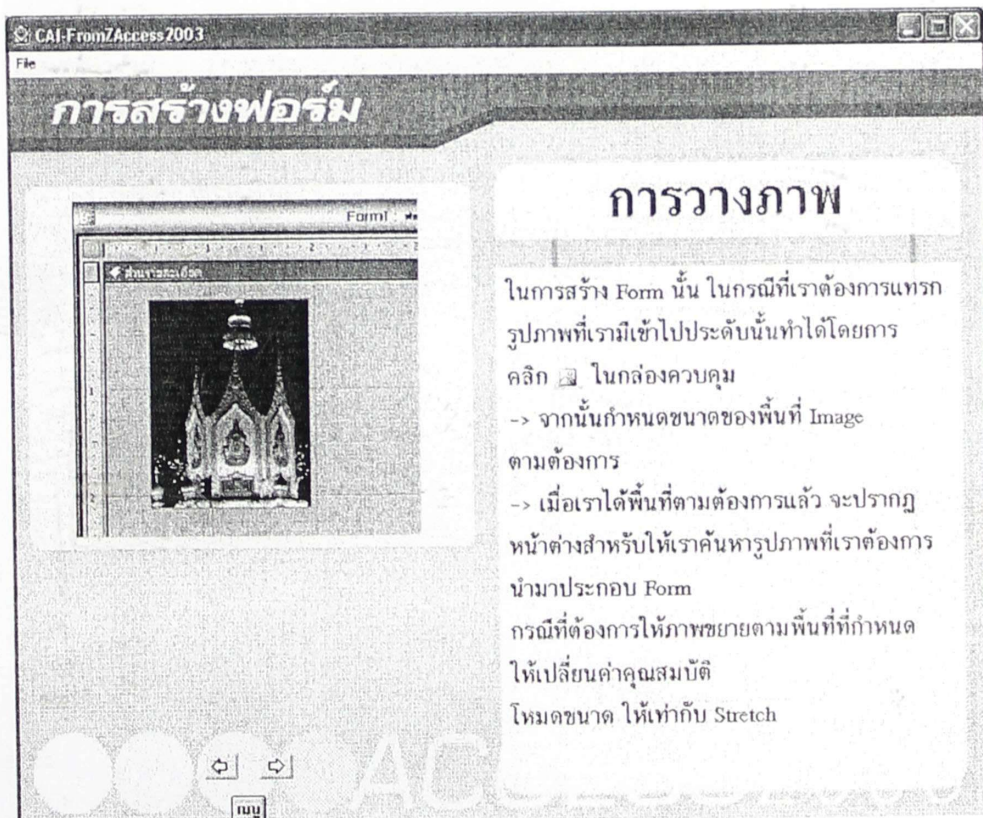 CAI-FromZAccess2003
File
การสร้างฟอร์ม
Form1 :
ส่วนรายละเอียด
การวางภาพ
ในการสร้าง Form นั้น ในกรณีที่เราต้องการแทรก
รูปภาพที่เรามีเข้าไปประดับนั้นทำได้โดยการ
คลิก ในกล่องควบคุม
-> จากนั้นกำหนดขนาดของพื้นที่ Image
ตามต้องการ
-> เมื่อเราได้พื้นที่ตามต้องการแล้ว จะปรากฏ
หน้าต่างสำหรับให้เราค้นหารูปภาพที่เราต้องการ
นำมาประกอบ Form
กรณีที่ต้องการให้ภาพขยายตามพื้นที่ที่กำหนด
ให้เปลี่ยนค่าคุณสมบัติ
โหมดขนาด ให้เท่ากับ Stretch
เมนู